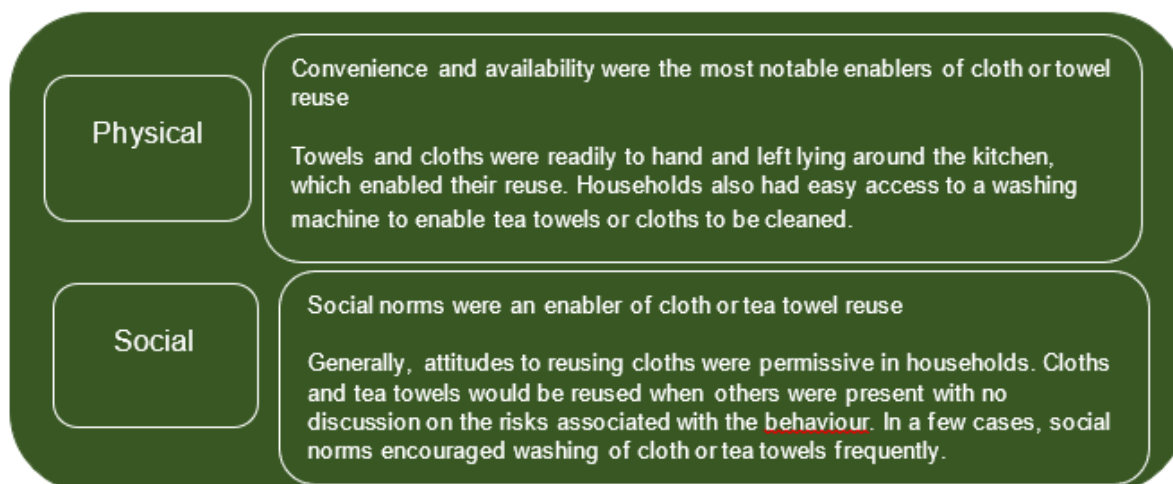 Physical
Convenience and availability were the most notable enablers of cloth or towel
reuse
Towels and cloths were readily to hand and left lying around the kitchen,
which enabled their reuse. Households also had easy access to a washing
machine to enable tea towels or cloths to be cleaned.
Social
Social norms were an enabler of cloth or tea towel reuse
Generally, attitudes to reusing cloths were permissive in households. Cloths
and tea towels would be reused when others were present with no
discussion on the risks associated with the behaviour. In a few cases, social
norms encouraged washing of cloth or tea towels frequently.